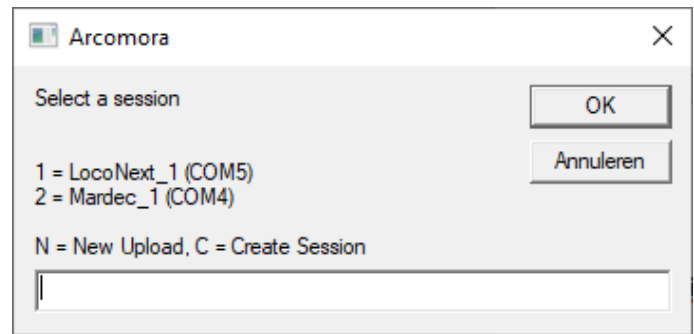 Arcomora
Select a session
OK
Annuleren
1 = LocoNext_1 (COM5)
2 = Mardec_1 (COM4)
N = New Upload, C = Create Session